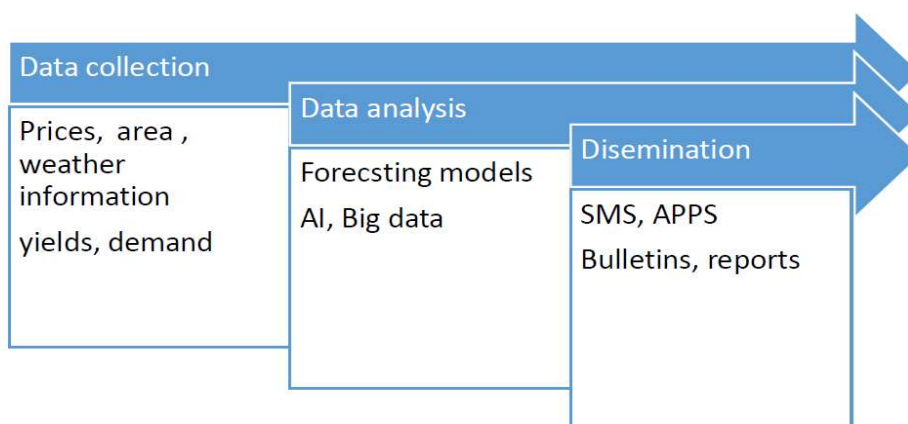 Data collection
Prices,  area ,
weather
information
yields, demand
Data analysis
Forecsting models
AI, Big data
Disemination
SMS, APPS
Bulletins, reports